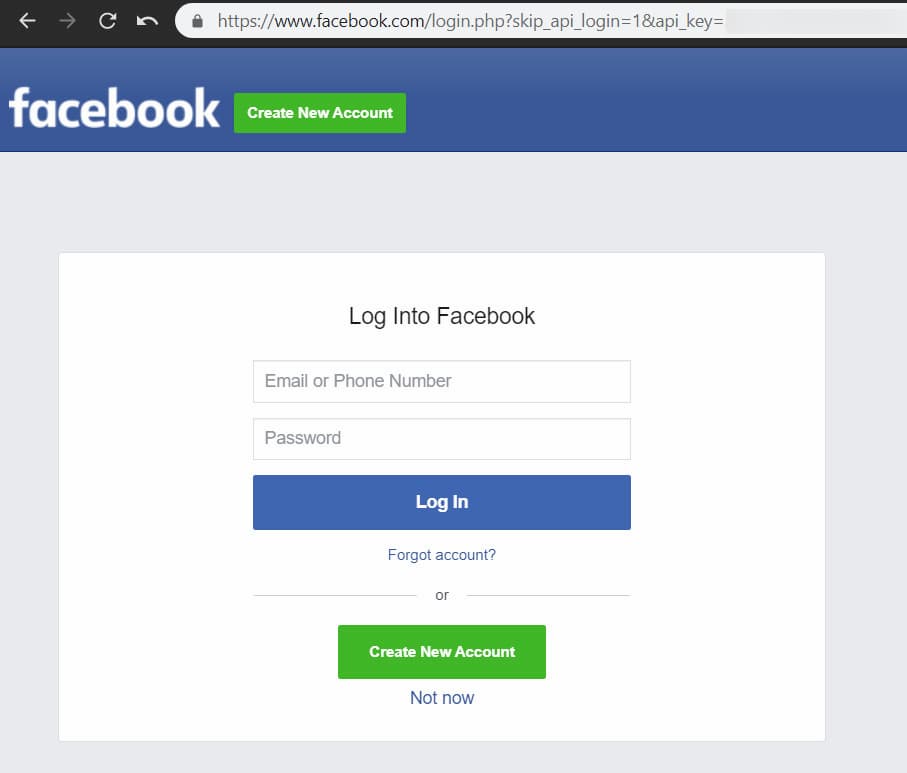 https://www.facebook.com/login.php?skip_api_login=1&api_key=
facebook
Create New Account
Log Into Facebook
Email or Phone Number
Password
Log In
Forgot account?
or
Create New Account
Not now